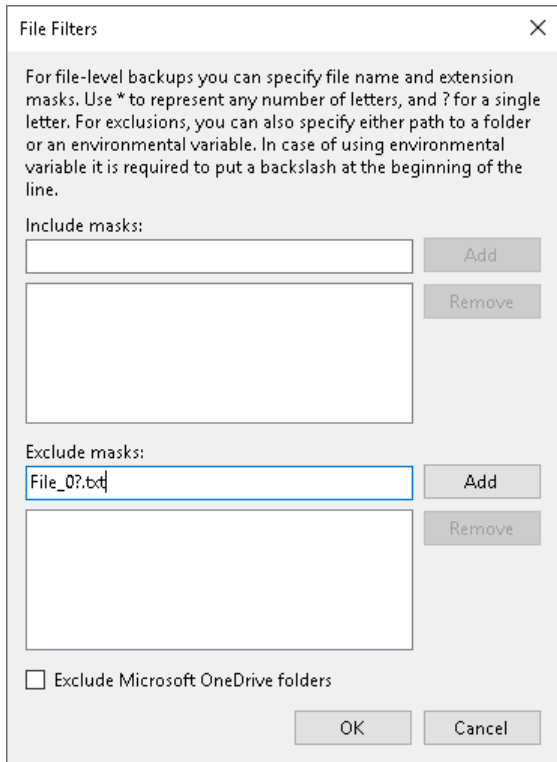 File Filters
For file-level backups you can specify file name and extension
masks. Use * to represent any number of letters, and ? for a single
letter. For exclusions, you can also specify either path to a folder
or an environmental variable. In case of using environmental
variable it is required to put a backslash at the beginning of the
line.
Include masks:
Add
Remove
Exclude masks:
File_0?.txt
Add
Remove
Exclude Microsoft OneDrive folders
OK
Cancel